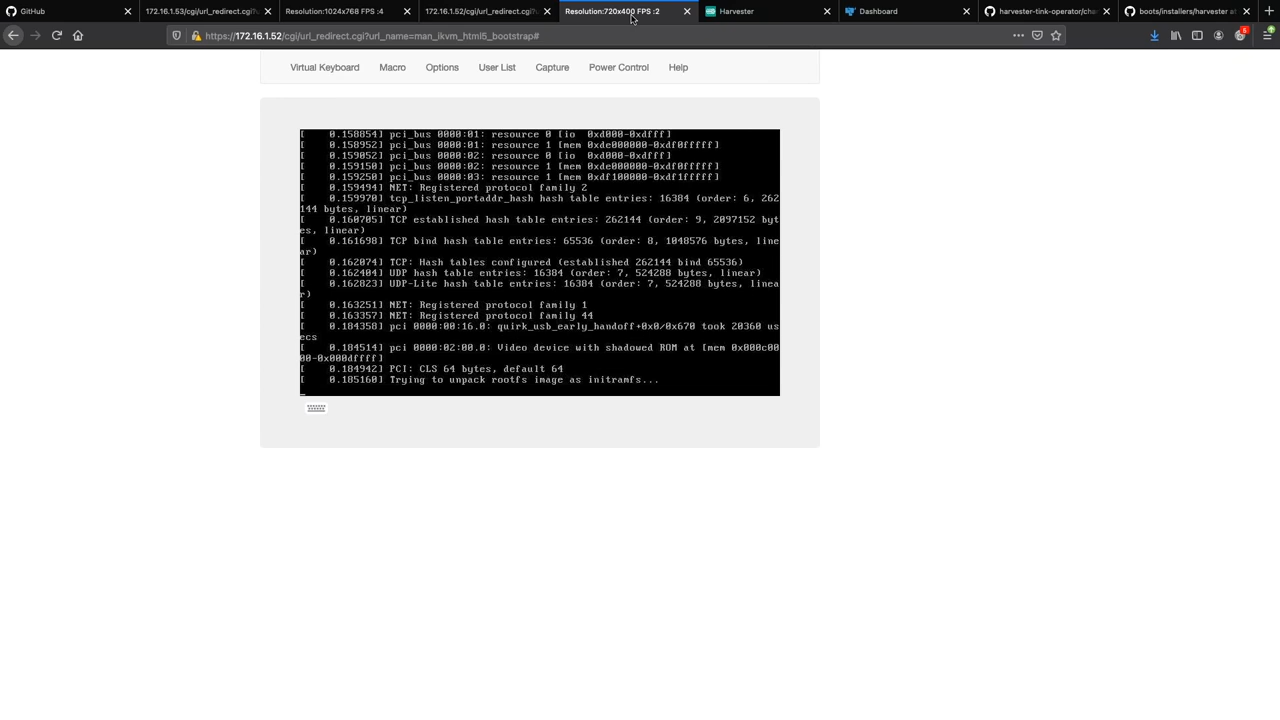 GitHub
172.16.1.53/cgi/url_redirect.cgi?u
Resolution:1024x768 FPS :4
172.16.1.52/cgi/url_redirect.cgi?u
Resolution:720x400 FPS :2
Harvester
Dashboard
harvester-tink-operator/char
boots/installers/harvester at
https://172.16.1.52/cgi/url_redirect.cgi?url_name=man_ikvm_html5_bootstrap#
Virtual Keyboard Macro Options User List Capture Power Control Help
[    0.158854] pci_bus 0000:01: resource 0 [io  0xd000-0xdfff]
[    0.158952] pci_bus 0000:01: resource 1 [mem 0xde000000-0xdf0fffff]
[    0.159052] pci_bus 0000:02: resource 0 [io  0xd000-0xdfff]
[    0.159150] pci_bus 0000:02: resource 1 [mem 0xde000000-0xdf0fffff]
[    0.159250] pci_bus 0000:03: resource 1 [mem 0xdf100000-0xdf1fffff]
[    0.159494] NET: Registered protocol family 2
[    0.159970] tcp_listen_portaddr_hash hash table entries: 16384 (order: 6, 262
144 bytes, linear)
[    0.160705] TCP established hash table entries: 262144 (order: 9, 2097152 byt
es, linear)
[    0.161698] TCP bind hash table entries: 65536 (order: 8, 1048576 bytes, line
ar)
[    0.162074] TCP: Hash tables configured (established 262144 bind 65536)
[    0.162404] UDP hash table entries: 16384 (order: 7, 524288 bytes, linear)
[    0.162823] UDP-Lite hash table entries: 16384 (order: 7, 524288 bytes, linea
r)
[    0.163251] NET: Registered protocol family 1
[    0.163357] NET: Registered protocol family 44
[    0.184358] pci 0000:00:16.0: quirk_usb_early_handoff+0x0/0x670 took 20360 us
ecs
[    0.184514] pci 0000:02:00.0: Video device with shadowed ROM at [mem 0x000c00
00-0x000dffff]
[    0.184942] PCI: CLS 64 bytes, default 64
[    0.185160] Trying to unpack rootfs image as initramfs...